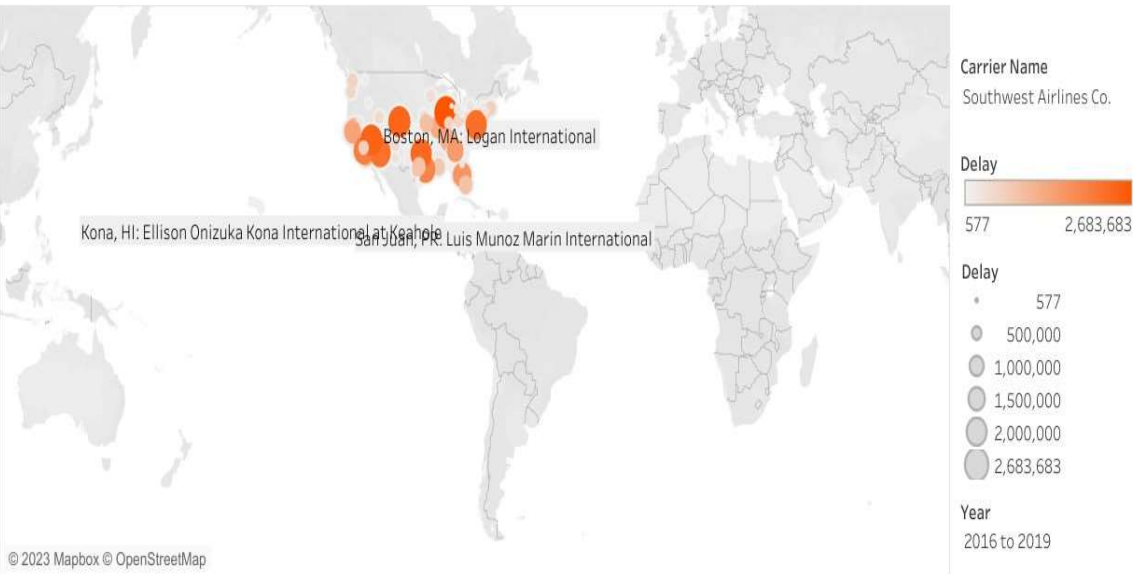 Boston, MA: Logan International
Kona, HI: Ellison Onizuka Kona International at Keahole
San Juan, PR: Luis Munoz Marin International
© 2023 Mapbox © OpenStreetMap
Carrier Name
Southwest Airlines Co.
Delay
577 2,683,683
Delay
577
500,000
1,000,000
1,500,000
2,000,000
2,683,683
Year
2016 to 2019